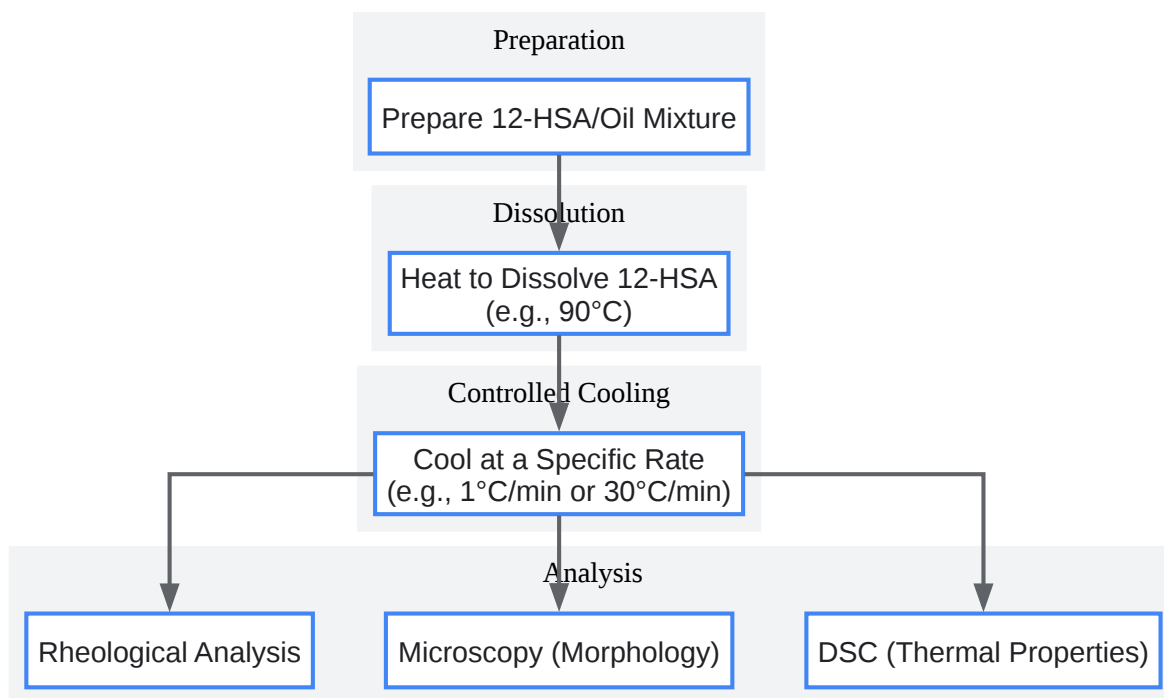 Preparation
Prepare 12-HSA/Oil Mixture
Dissolution
Heat to Dissolve 12-HSA
(e.g., 90°C)
Controlled Cooling
Cool at a Specific Rate
(e.g., 1°C/min or 30°C/min)
Analysis
Rheological Analysis
Microscopy (Morphology)
DSC (Thermal Properties)